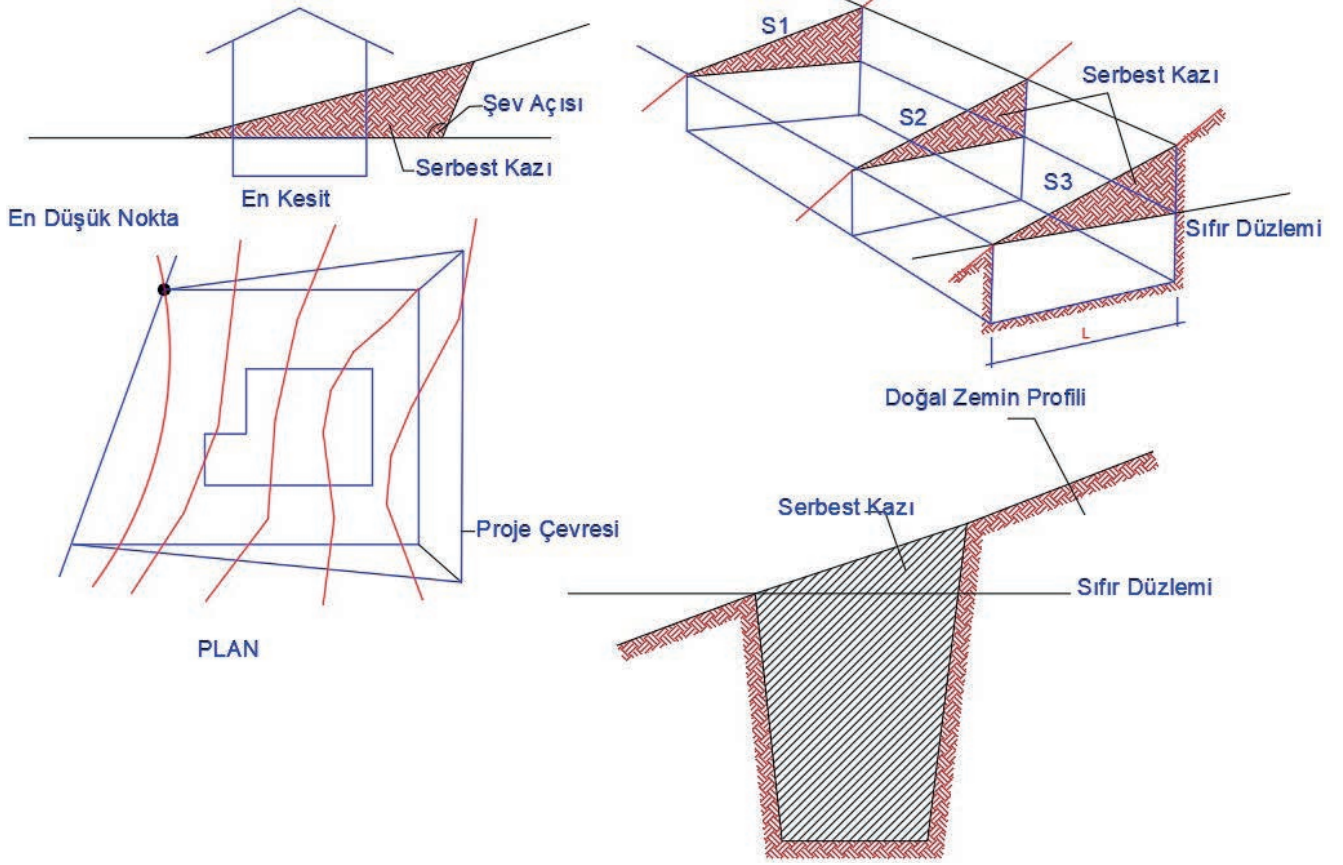 Şev Açısı
Serbest Kazı
En Kesit
En Düşük Nokta
Proje Çevresi
PLAN
S1
S2
S3
Serbest Kazı
Sıfır Düzlemi
L
Doğal Zemin Profili
Serbest Kazı
Sıfır Düzlemi